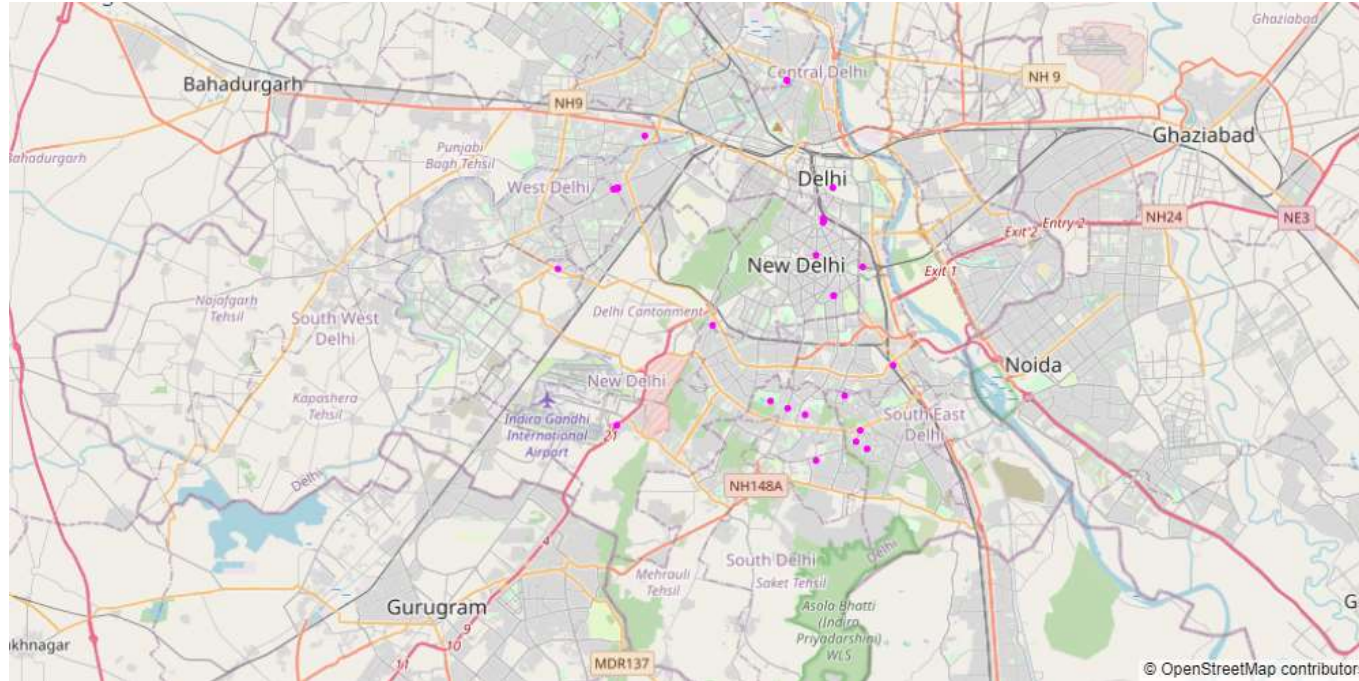 Ghaziabad
Central Delhi
NH 9
Bahadurgarh
NH9
Ghaziabad
Punjabi
Bagh Tehsil
Bahadurgarh
West Delhi
Delhi
Exit 2
Entry 2
NH24
NE3
New Delhi
Exit 1
Najafgarh
Tehsil
South West
Delhi
Delhi Cantonment
Noida
New Delhi
Kapashera
Tehsil
Indira Gandhi
International
Airport
21
South East
Delhi
Delhi
NH148A
4
South Delhi
Delhi
Mehrauli
Tehsil
Saket Tehsil
Gurugram
Asola Bhatti
(Indira
Priyadarshini)
WLS
G
9
10
akhnagar
11
MDR137
© OpenStreetMap contributor